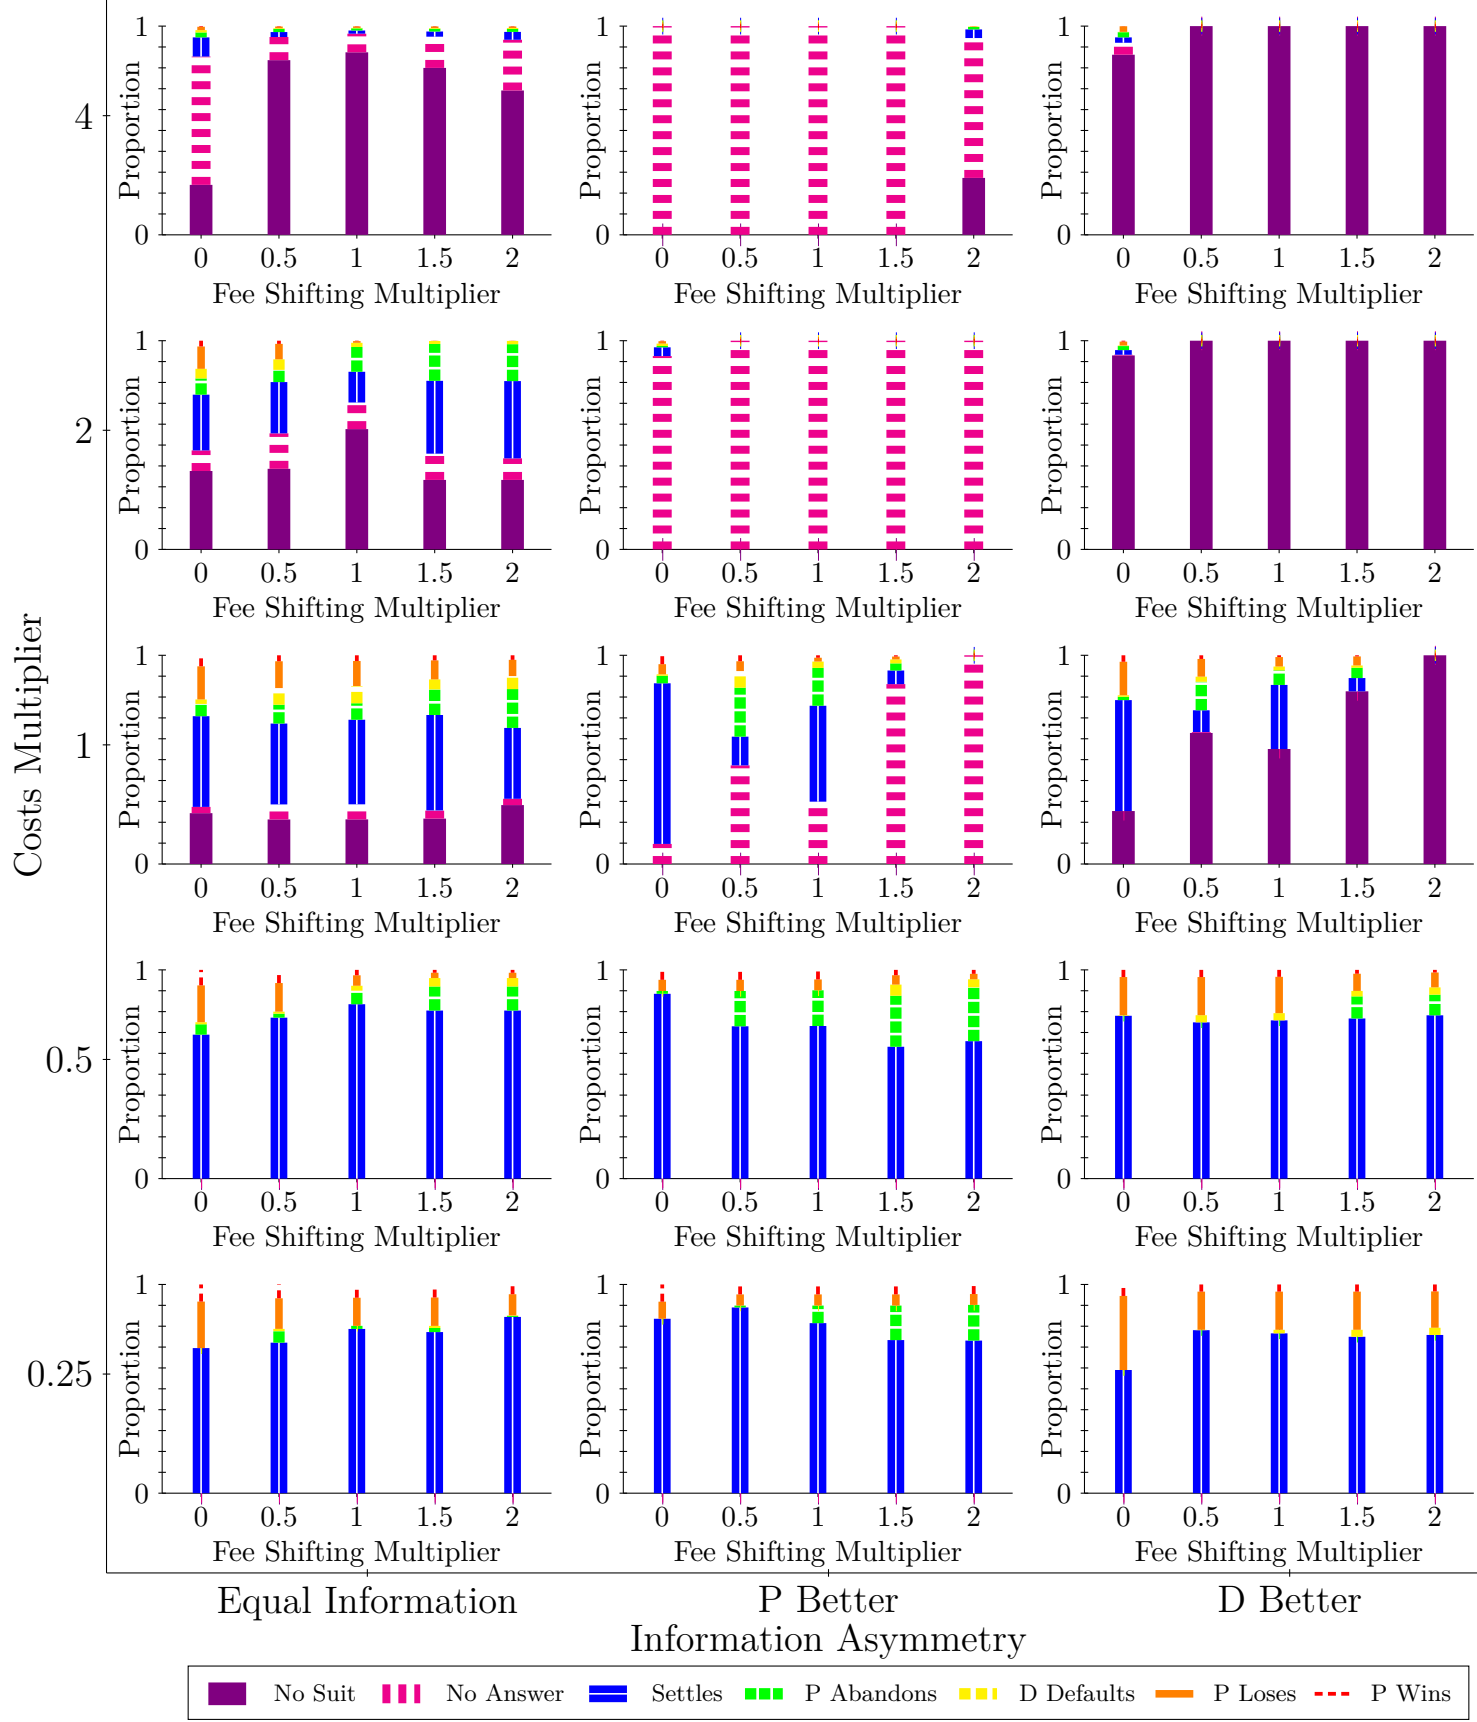 Costs Multiplier
4
Proportion
1
0
0 0.5 1 1.5 2
Fee Shifting Multiplier
Proportion
1
0
0 0.5 1 1.5 2
Fee Shifting Multiplier
Proportion
1
0
0 0.5 1 1.5 2
Fee Shifting Multiplier
2
Proportion
1
0
0 0.5 1 1.5 2
Fee Shifting Multiplier
Proportion
1
0
0 0.5 1 1.5 2
Fee Shifting Multiplier
Proportion
1
0
0 0.5 1 1.5 2
Fee Shifting Multiplier
1
Proportion
1
0
0 0.5 1 1.5 2
Fee Shifting Multiplier
Proportion
1
0
0 0.5 1 1.5 2
Fee Shifting Multiplier
Proportion
1
0
0 0.5 1 1.5 2
Fee Shifting Multiplier
0.5
Proportion
1
0
0 0.5 1 1.5 2
Fee Shifting Multiplier
Proportion
1
0
0 0.5 1 1.5 2
Fee Shifting Multiplier
Proportion
1
0
0 0.5 1 1.5 2
Fee Shifting Multiplier
0.25
Proportion
1
0
0 0.5 1 1.5 2
Fee Shifting Multiplier
Proportion
1
0
0 0.5 1 1.5 2
Fee Shifting Multiplier
Proportion
1
0
0 0.5 1 1.5 2
Fee Shifting Multiplier
Equal Information P Better D Better
Information Asymmetry
No Suit No Answer Settles P Abandons D Defaults P Loses P Wins